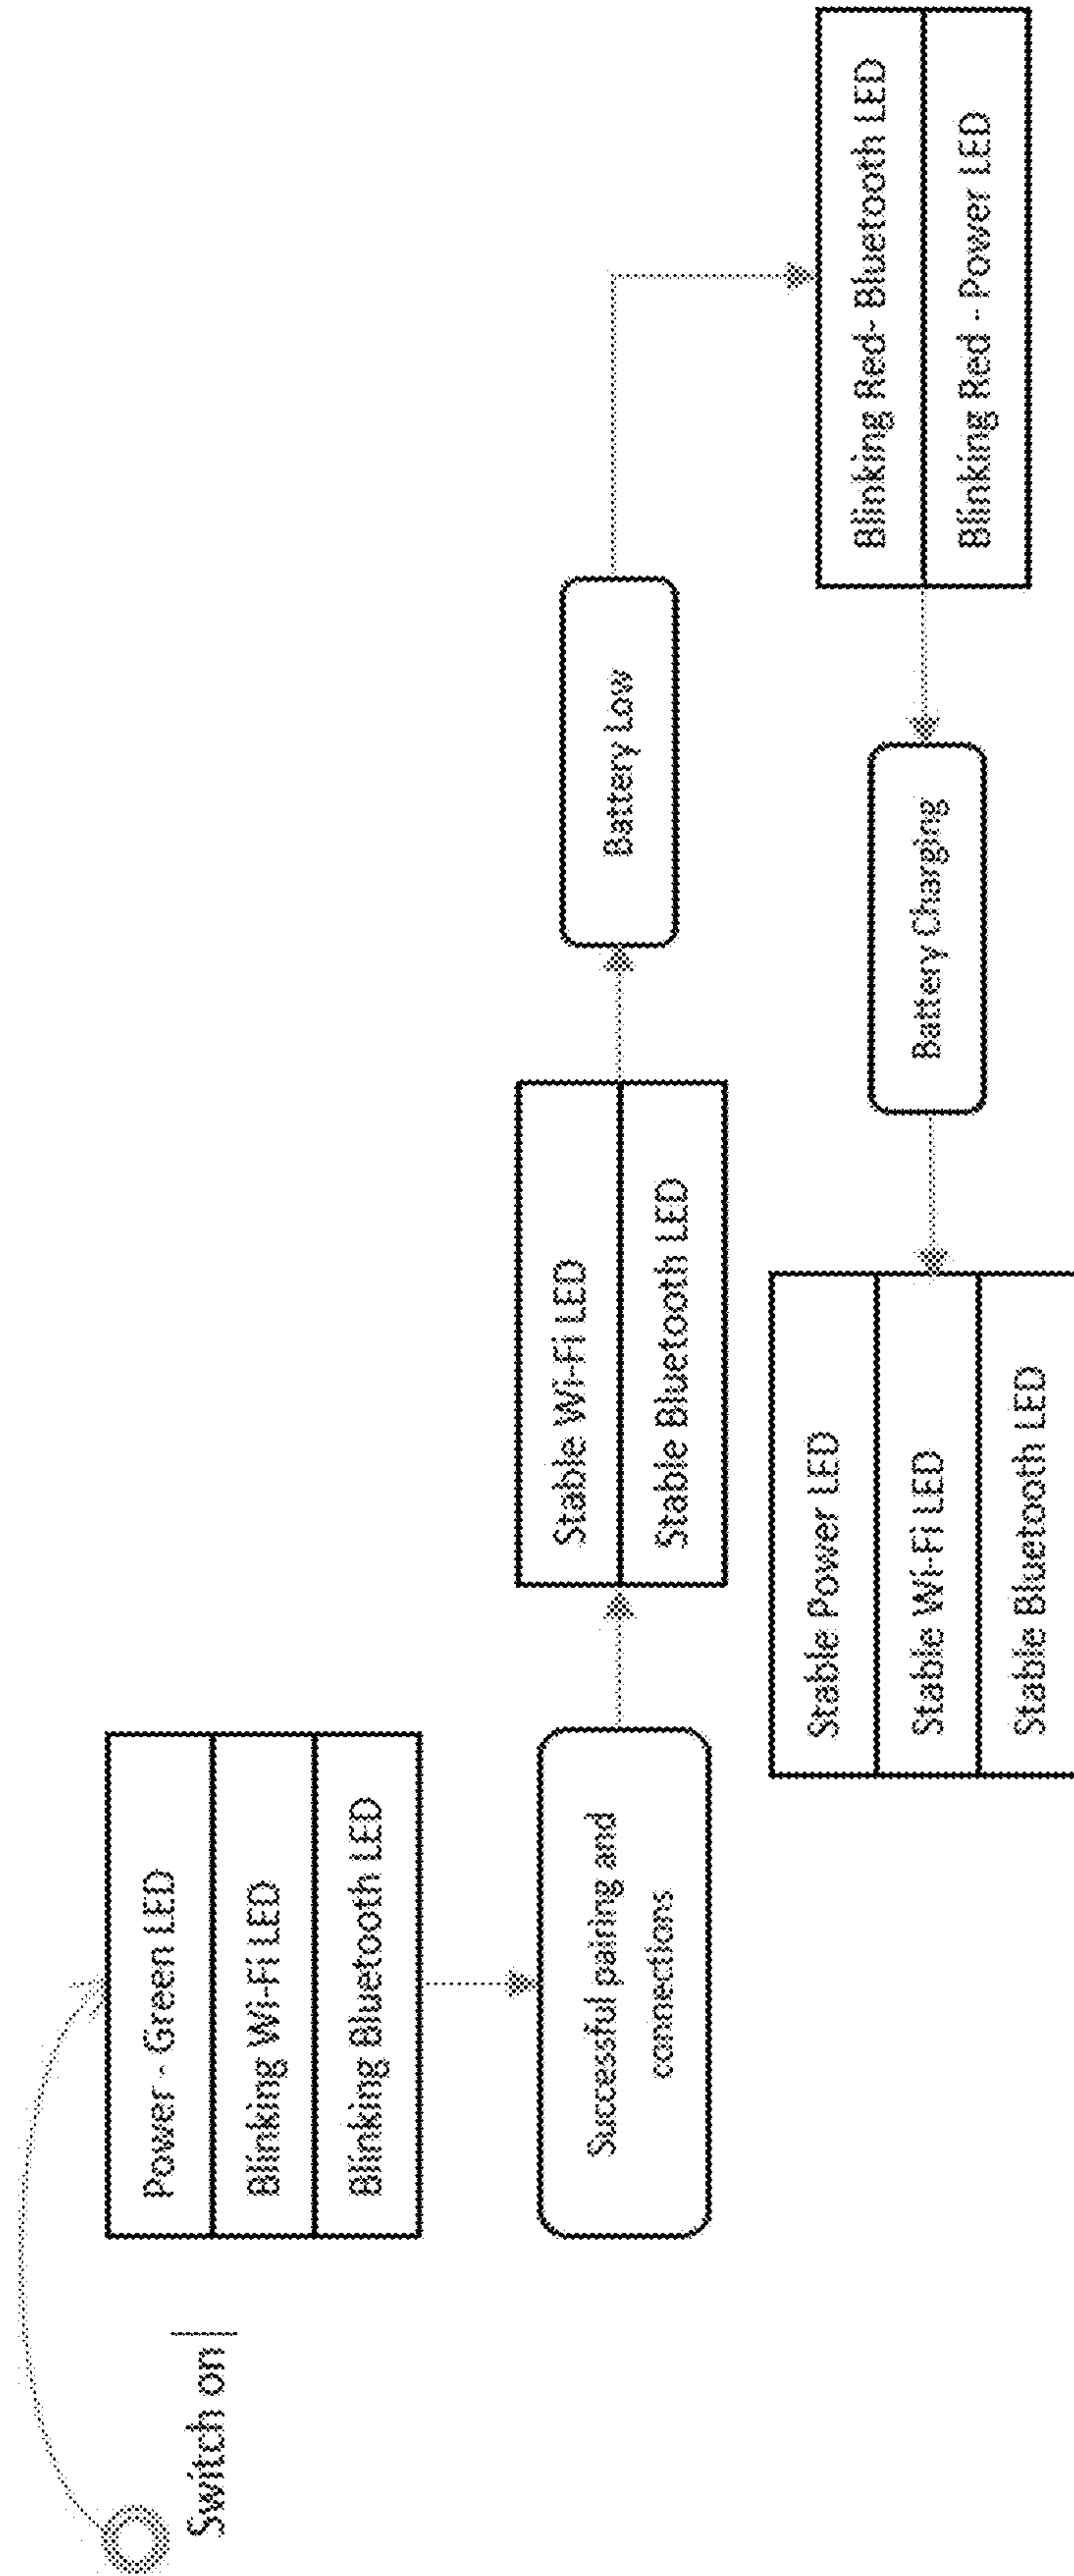 Switch on
Power - Green LED
Blinking Wi-Fi LED
Blinking Bluetooth LED
Successful pairing and
connections
Stable Wi-Fi LED
Stable Bluetooth LED
Battery Low
Blinking Red- Bluetooth LED
Blinking Red - Power LED
Battery Charging
Stable Power LED
Stable Wi-Fi LED
Stable Bluetooth LED